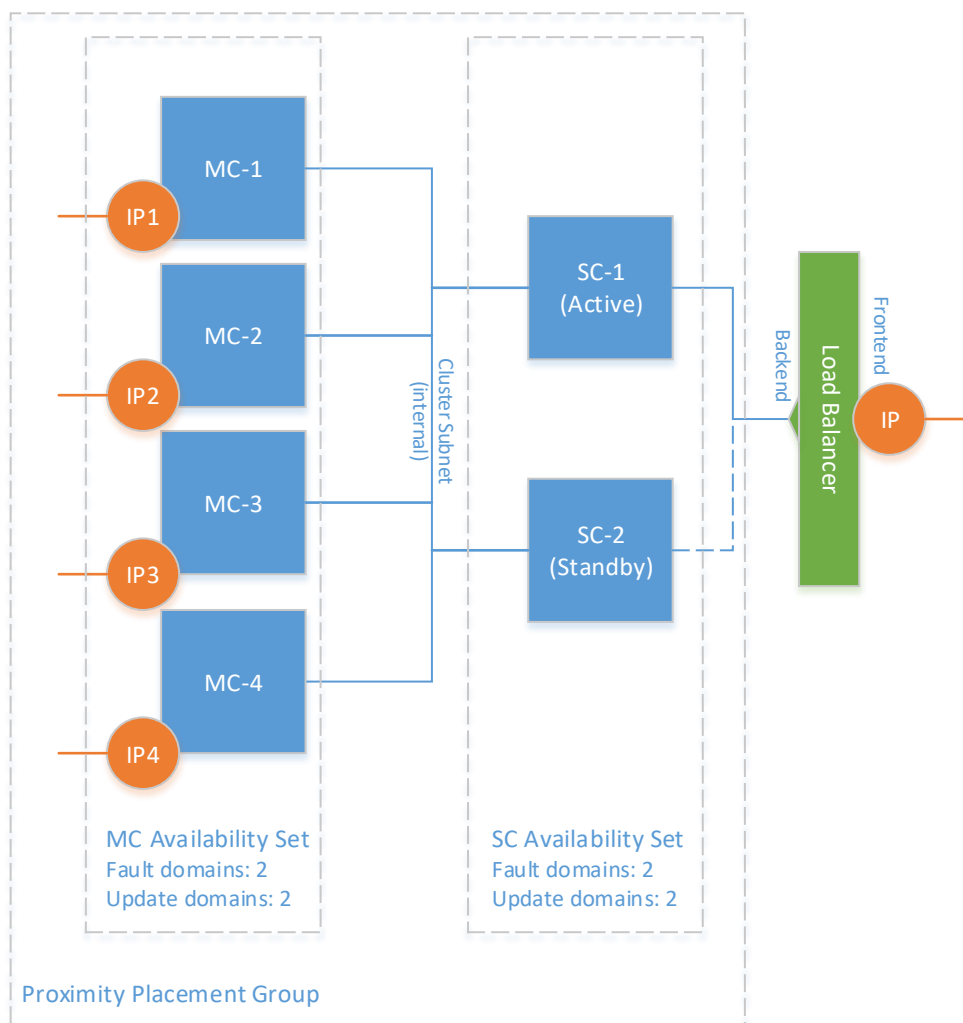 MC-1
IP1
MC-2
IP2
MC-3
IP3
MC-4
IP4
Cluster Subnet
(internal)
SC-1
(Active)
SC-2
(Standby)
Backend
Load Balancer
Frontend
IP
MC Availability Set
Fault domains: 2
Update domains: 2
SC Availability Set
Fault domains: 2
Update domains: 2
Proximity Placement Group